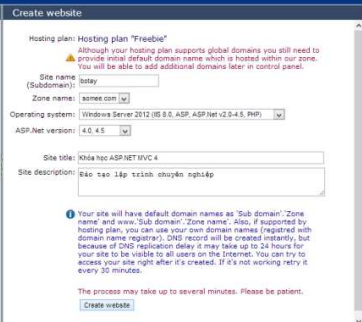 Create website
Hosting plan: Hosting plan "Freebie"
Although your hosting plan supports global domains you still need to
provide initial default domain name which is hosted within our zone.
You will be able to add additional domains later in control panel.
Site name
(Subdomain): botay
Zone name: somee.com
Operating system: Windows Server 2012 (IIS 8.0, ASP, ASP.Net v2.0-4.5, PHP)
ASP.Net version: 4.0, 4.5
Site title: Khóa học ASP.NET MVC 4
Site description: Đào tạo lập trình chuyên nghiệp
Your site will have default domain names as 'Sub domain'.'Zone
name' and www.'Sub domain'.'Zone name'. Also, if supported by
hosting plan, you can use your own domain names (registred with
domain name registrar). DNS record will be created instantly, but
because of DNS replication delay it may take up to 24 hours for
your site to be visible to all users on the Internet. You can try to
access your site right after it's created. If it's not working retry it
every 30 minutes.
The process may take up to several minutes. Please be patient.
Create website